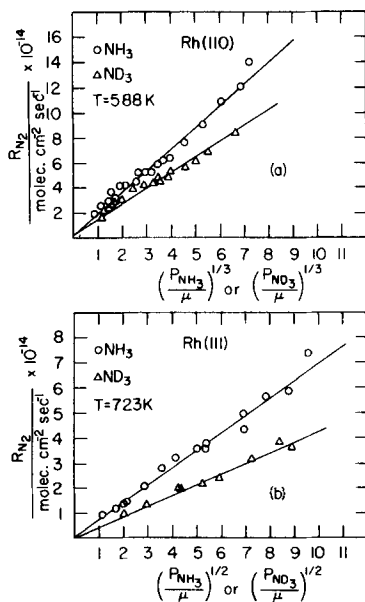 Rh(110)
○ NH₃
△ ND₃
T=588K
(a)
R_N₂ / molec. cm⁻² sec⁻¹ × 10⁻¹⁴
16
14
12
10
8
6
4
2
1 2 3 4 5 6 7 8 9 10 11
(P_NH₃/μ)^1/3 or (P_ND₃/μ)^1/3
Rh(111)
○ NH₃
△ ND₃
T=723K
(b)
R_N₂ / molec. cm⁻² sec⁻¹ × 10⁻¹⁴
8
7
6
5
4
3
2
1
0 1 2 3 4 5 6 7 8 9 10 11
(P_NH₃/μ)^1/2 or (P_ND₃/μ)^1/2